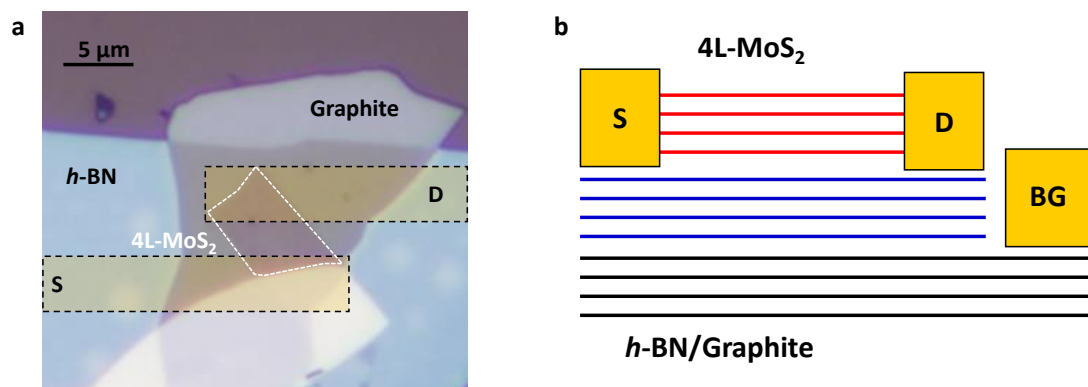 a
5 μm
Graphite
h-BN
D
4L-MoS₂
S
b
4L-MoS₂
S
D
BG
h-BN/Graphite